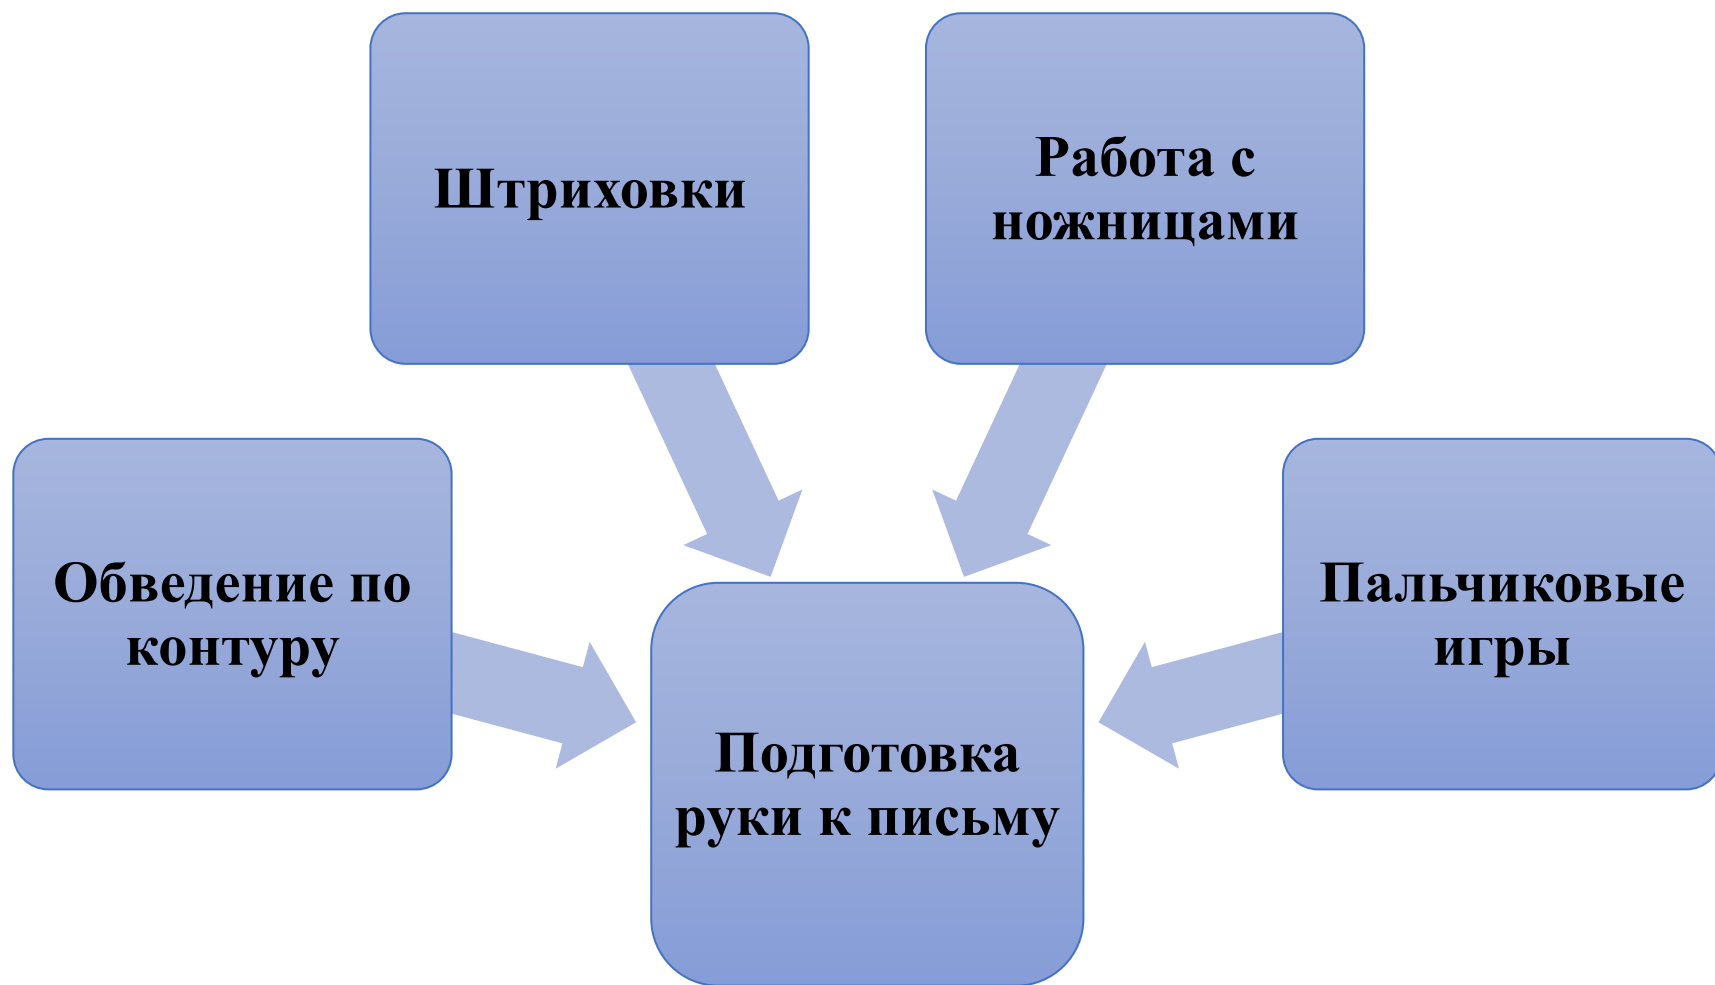 Штриховки
Работа с
ножницами
Обведение по
контуру
Пальчиковые
игры
Подготовка
руки к письму